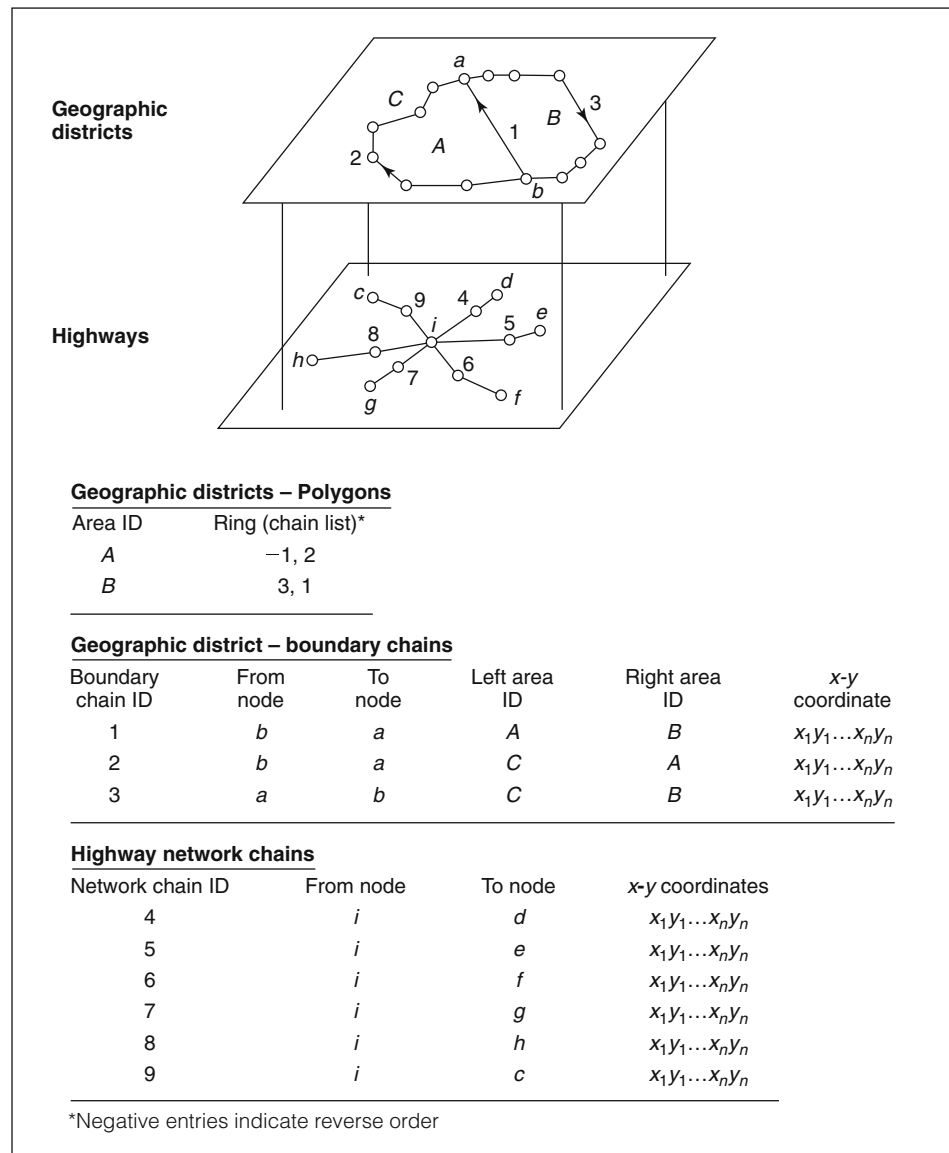 Geographic
districts
a
C
3
B
1
A
2
b
Highways
c
d
9
4
i
e
5
8
h
6
7
g
f
Geographic districts – Polygons
Area ID Ring (chain list)*
A −1, 2
B 3, 1
Geographic district – boundary chains
Boundary From To Left area Right area x-y
chain ID node node ID ID coordinate
1 b a A B x₁y₁…xₙyₙ
2 b a C A x₁y₁…xₙyₙ
3 a b C B x₁y₁…xₙyₙ
Highway network chains
Network chain ID From node To node x-y coordinates
4 i d x₁y₁…xₙyₙ
5 i e x₁y₁…xₙyₙ
6 i f x₁y₁…xₙyₙ
7 i g x₁y₁…xₙyₙ
8 i h x₁y₁…xₙyₙ
9 i c x₁y₁…xₙyₙ
*Negative entries indicate reverse order